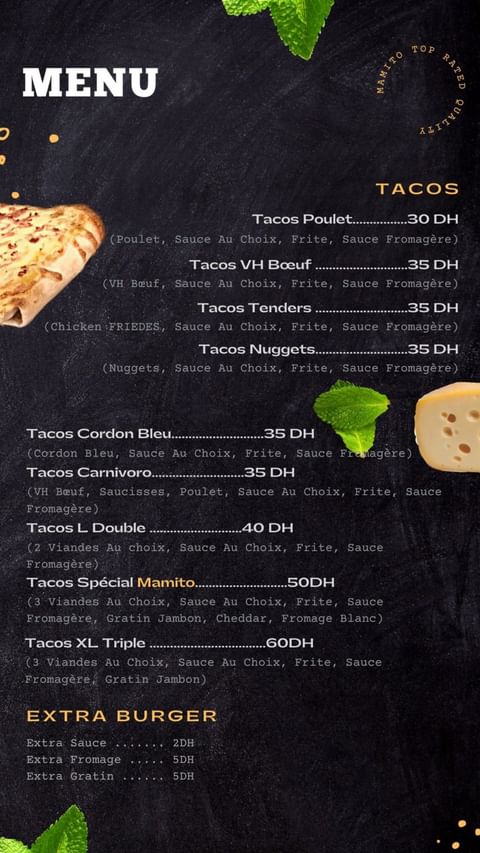 MENU
MAMITO TOP RATED QUALITY
TACOS
Tacos Poulet...............30 DH
(Poulet, Sauce Au Choix, Frite, Sauce Fromagère)
Tacos VH Bœuf .........................35 DH
(VH Bœuf, Sauce Au Choix, Frite, Sauce Fromagère)
Tacos Tenders ........................35 DH
(Chicken FRIEDES, Sauce Au Choix, Frite, Sauce Fromagère)
Tacos Nuggets.........................35 DH
(Nuggets, Sauce Au Choix, Frite, Sauce Fromagère)
Tacos Cordon Bleu.........................35 DH
(Cordon Bleu, Sauce Au Choix, Frite, Sauce Fromagère)
Tacos Carnivoro.........................35 DH
(VH Bœuf, Saucisses, Poulet, Sauce Au Choix, Frite, Sauce
Fromagère)
Tacos L Double .........................40 DH
(2 Viandes Au choix, Sauce Au Choix, Frite, Sauce
Fromagère)
Tacos Spécial Mamito.........................50DH
(3 Viandes Au Choix, Sauce Au Choix, Frite, Sauce
Fromagère, Gratin Jambon, Cheddar, Fromage Blanc)
Tacos XL Triple ...............................60DH
(3 Viandes Au Choix, Sauce Au Choix, Frite, Sauce
Fromagère, Gratin Jambon)
EXTRA BURGER
Extra Sauce ....... 2DH
Extra Fromage ..... 5DH
Extra Gratin ...... 5DH